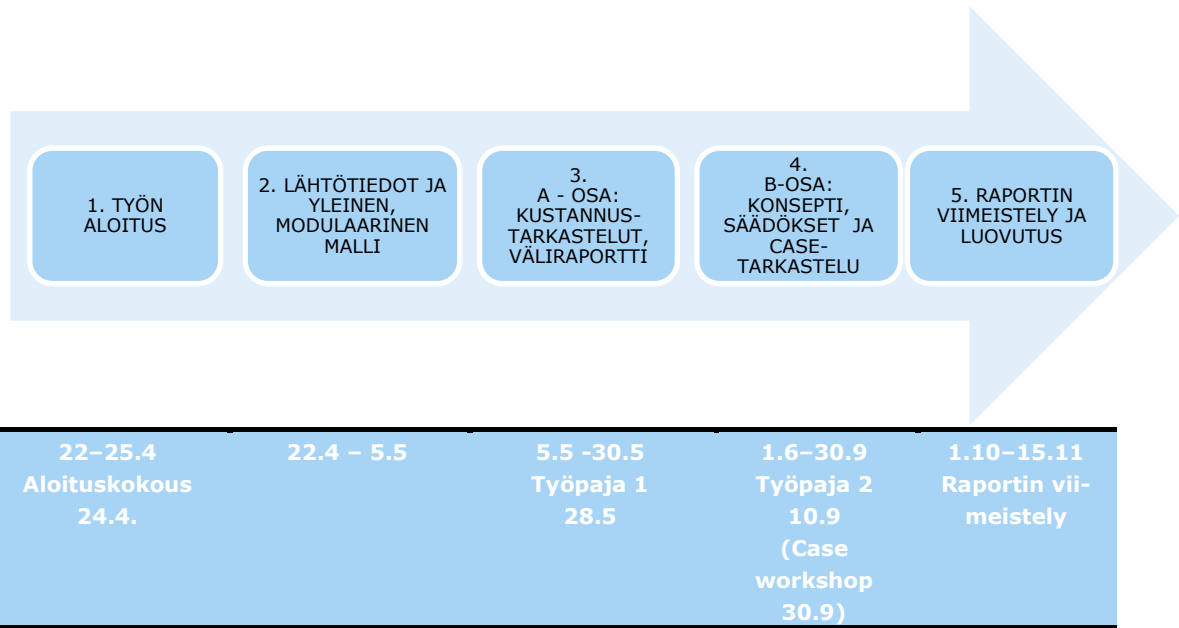 1. TYÖN
ALOITUS
2. LÄHTÖTIEDOT JA
YLEINEN,
MODULAARINEN
MALLI
3.
A - OSA:
KUSTANNUS-
TARKASTELUT,
VÄLIRAPORTTI
4.
B-OSA:
KONSEPTI,
SÄÄDÖKSET JA
CASE-
TARKASTELU
5. RAPORTIN
VIIMEISTELY JA
LUOVUTUS
22–25.4
Aloituskokous
24.4.
22.4 – 5.5
5.5 -30.5
Työpaja 1
28.5
1.6–30.9
Työpaja 2
10.9
(Case
workshop
30.9)
1.10–15.11
Raportin vii-
meistely